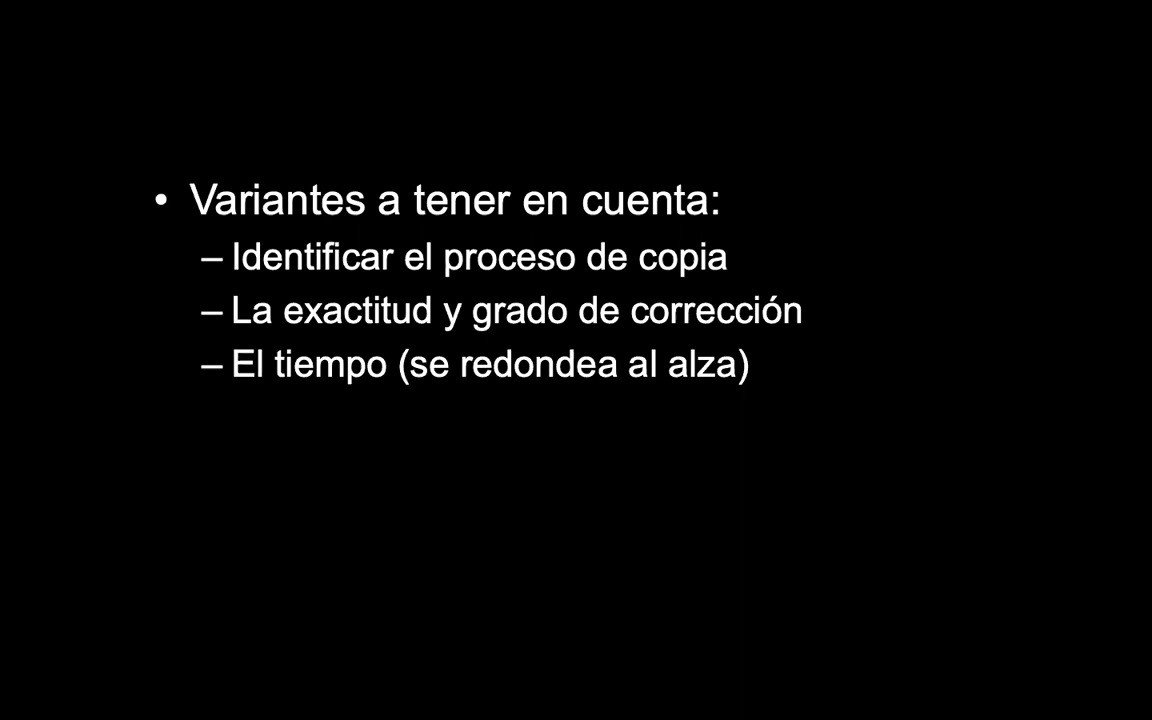 • Variantes a tener en cuenta:
– Identificar el proceso de copia
– La exactitud y grado de corrección
– El tiempo (se redondea al alza)